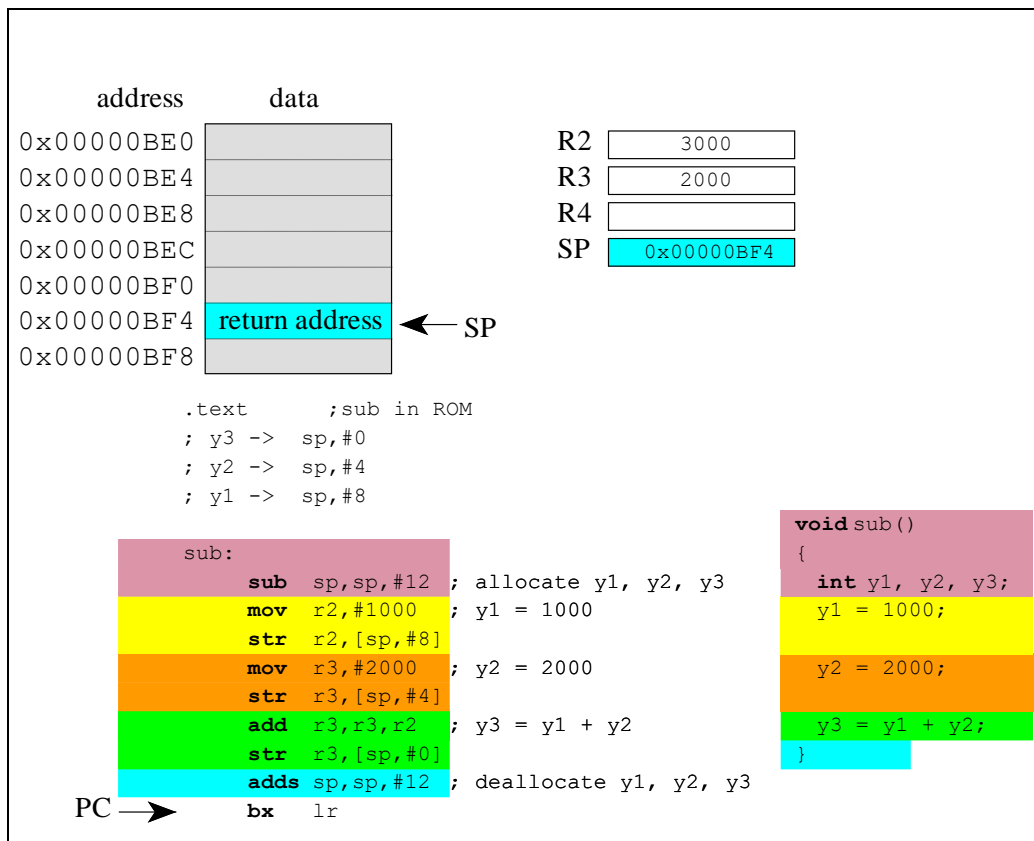 address data
0x00000BE0
0x00000BE4
0x00000BE8
0x00000BEC
0x00000BF0
0x00000BF4 return address SP
0x00000BF8
R2 3000
R3 2000
R4
SP 0x00000BF4
.text ;sub in ROM
; y3 -> sp,#0
; y2 -> sp,#4
; y1 -> sp,#8
sub:
sub sp,sp,#12 ; allocate y1, y2, y3
mov r2,#1000 ; y1 = 1000
str r2,[sp,#8]
mov r3,#2000 ; y2 = 2000
str r3,[sp,#4]
add r3,r3,r2 ; y3 = y1 + y2
str r3,[sp,#0]
adds sp,sp,#12 ; deallocate y1, y2, y3
PC bx lr
void sub()
{
int y1, y2, y3;
y1 = 1000;
y2 = 2000;
y3 = y1 + y2;
}